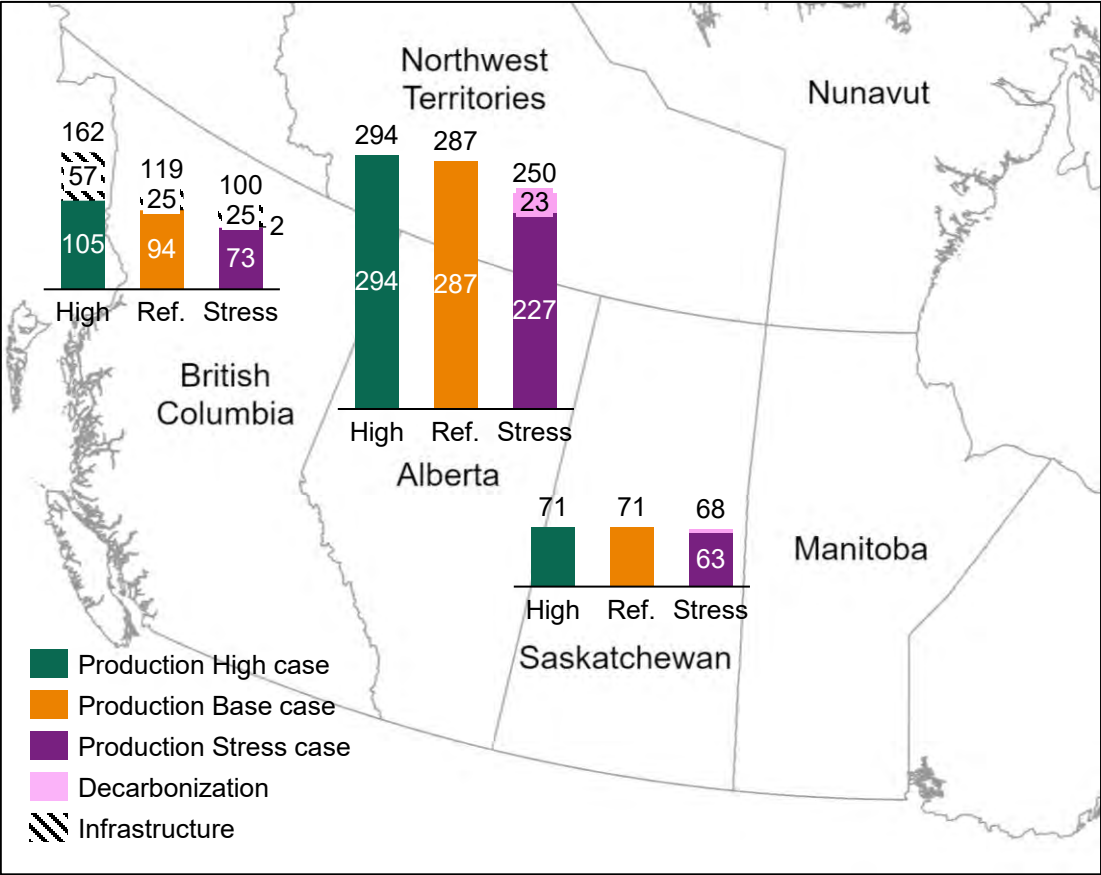 Northwest
Territories
Nunavut
162
57
105
119
25
94
100
25
2
73
High Ref. Stress
British
Columbia
294
294
287
287
250
23
227
High Ref. Stress
Alberta
71
71
68
63
High Ref. Stress
Saskatchewan
Manitoba
Production High case
Production Base case
Production Stress case
Decarbonization
Infrastructure